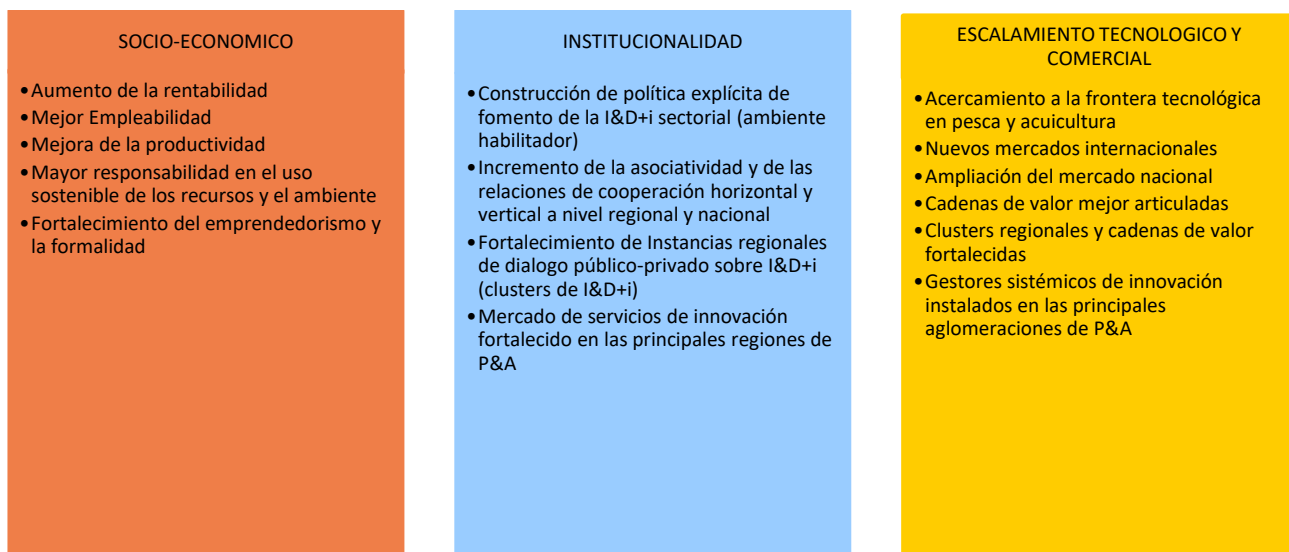 SOCIO-ECONOMICO
•Aumento de la rentabilidad
•Mejor Empleabilidad
•Mejora de la productividad
•Mayor responsabilidad en el uso
sostenible de los recursos y el ambiente
•Fortalecimiento del emprendedorismo y
la formalidad
INSTITUCIONALIDAD
•Construcción de política explícita de
fomento de la I&D+i sectorial (ambiente
habilitador)
•Incremento de la asociatividad y de las
relaciones de cooperación horizontal y
vertical a nivel regional y nacional
•Fortalecimiento de Instancias regionales
de dialogo público-privado sobre I&D+i
(clusters de I&D+i)
•Mercado de servicios de innovación
fortalecido en las principales regiones de
P&A
ESCALAMIENTO TECNOLOGICO Y
COMERCIAL
•Acercamiento a la frontera tecnológica
en pesca y acuicultura
•Nuevos mercados internacionales
•Ampliación del mercado nacional
•Cadenas de valor mejor articuladas
•Clusters regionales y cadenas de valor
fortalecidas
•Gestores sistémicos de innovación
instalados en las principales
aglomeraciones de P&A